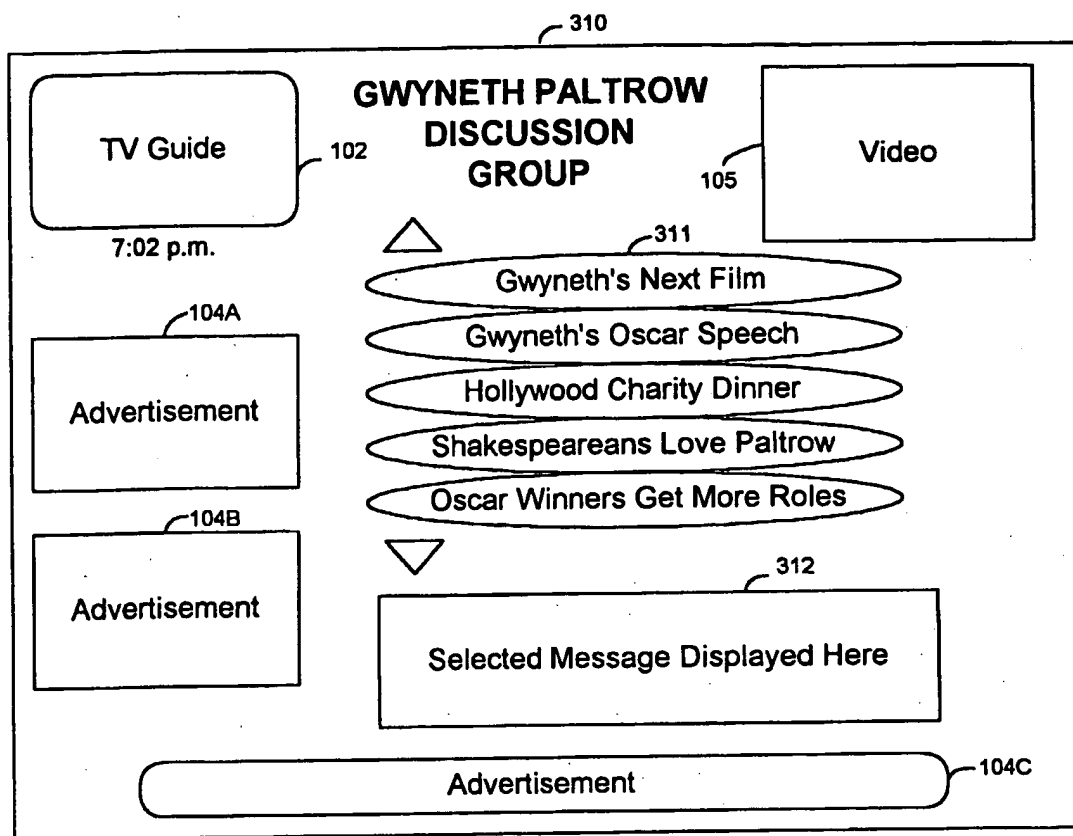 310
GWYNETH PALTROW
DISCUSSION
GROUP
TV Guide
102
105
Video
7:02 p.m.
311
Gwyneth's Next Film
Gwyneth's Oscar Speech
Hollywood Charity Dinner
Shakespeareans Love Paltrow
Oscar Winners Get More Roles
104A
Advertisement
104B
Advertisement
312
Selected Message Displayed Here
Advertisement
104C